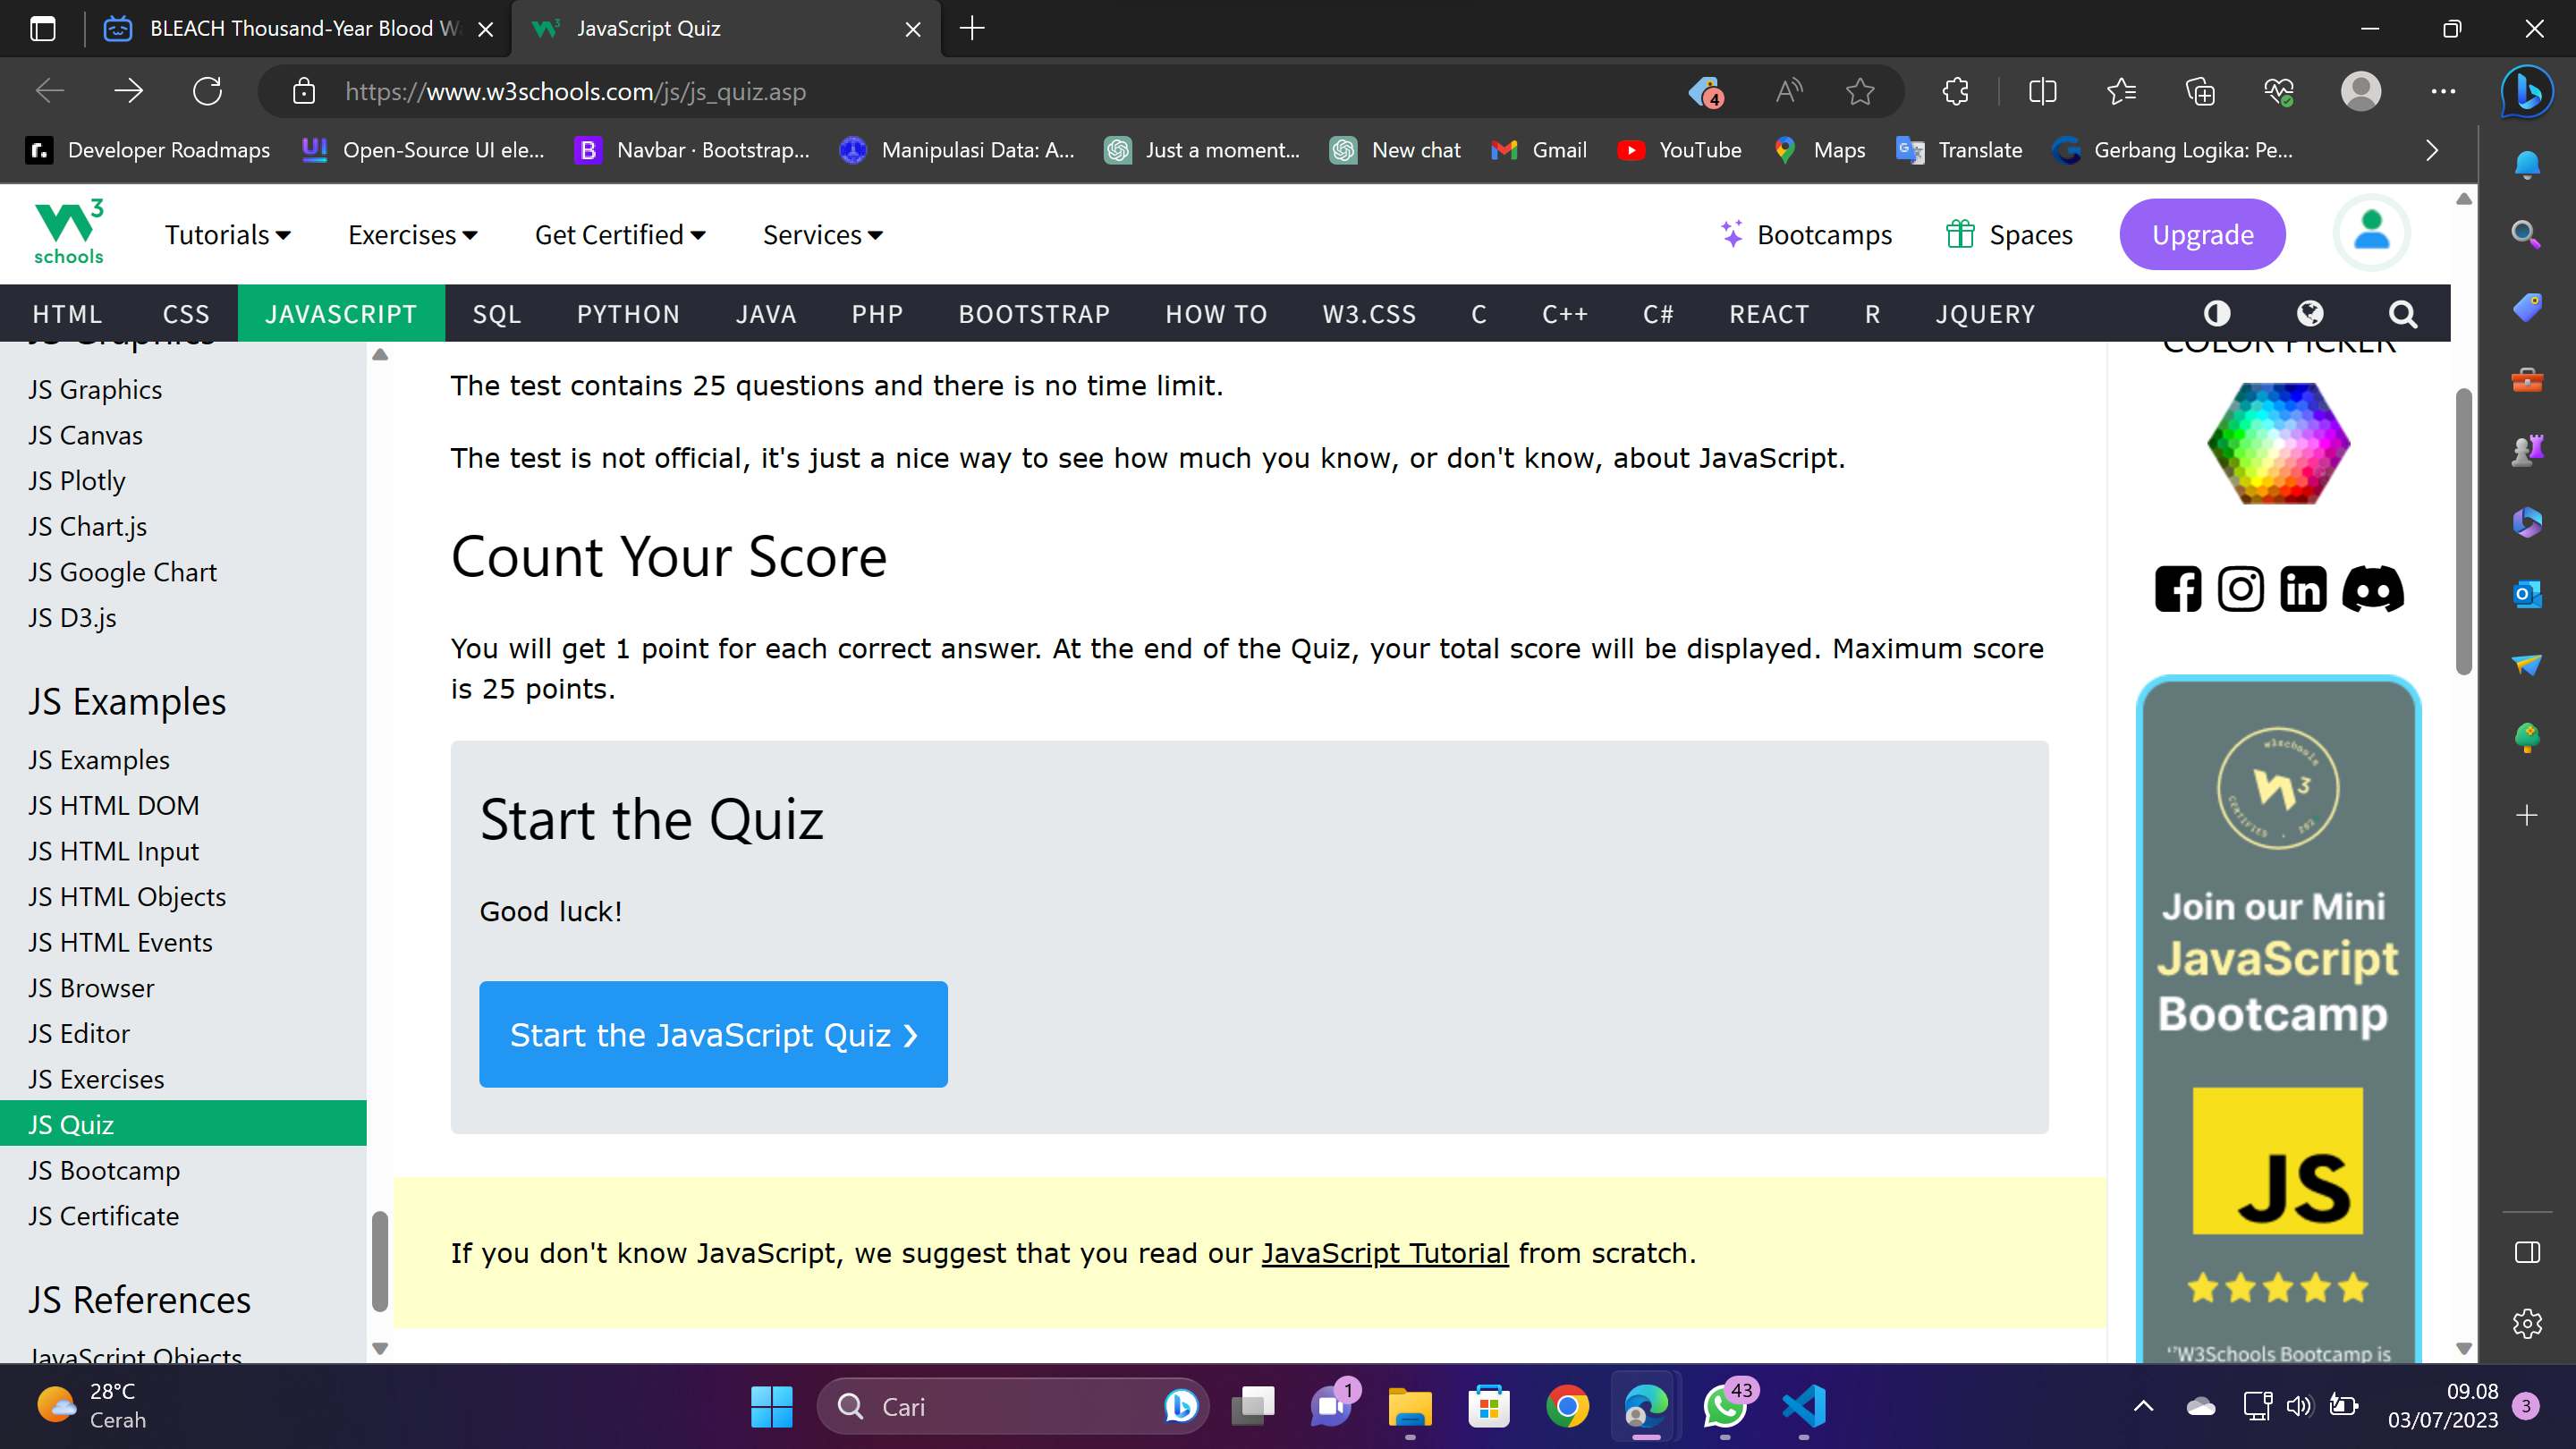 BLEACH Thousand-Year Blood W
JavaScript Quiz
https://www.w3schools.com/js/js_quiz.asp
4
Developer Roadmaps
Open-Source UI ele...
Navbar · Bootstrap...
Manipulasi Data: A...
Just a moment...
New chat
Gmail
YouTube
Maps
Translate
Gerbang Logika: Pe...
schools
Tutorials
Exercises
Get Certified
Services
Bootcamps
Spaces
Upgrade
HTML
CSS
JAVASCRIPT
SQL
PYTHON
JAVA
PHP
BOOTSTRAP
HOW TO
W3.CSS
C
C++
C#
REACT
R
JQUERY
JS Graphics
JS Graphics
JS Canvas
JS Plotly
JS Chart.js
JS Google Chart
JS D3.js
JS Examples
JS Examples
JS HTML DOM
JS HTML Input
JS HTML Objects
JS HTML Events
JS Browser
JS Editor
JS Exercises
JS Quiz
JS Bootcamp
JS Certificate
JS References
JavaScript Objects
The test contains 25 questions and there is no time limit.
The test is not official, it's just a nice way to see how much you know, or don't know, about JavaScript.
Count Your Score
You will get 1 point for each correct answer. At the end of the Quiz, your total score will be displayed. Maximum score
is 25 points.
Start the Quiz
Good luck!
Start the JavaScript Quiz ❯
If you don't know JavaScript, we suggest that you read our JavaScript Tutorial from scratch.
COLOR PICKER
w3schools
CERTIFIED
Join our Mini
JavaScript
Bootcamp
JS
"W3Schools Bootcamp is
28°C
Cerah
Cari
1
43
09.08
03/07/2023
3